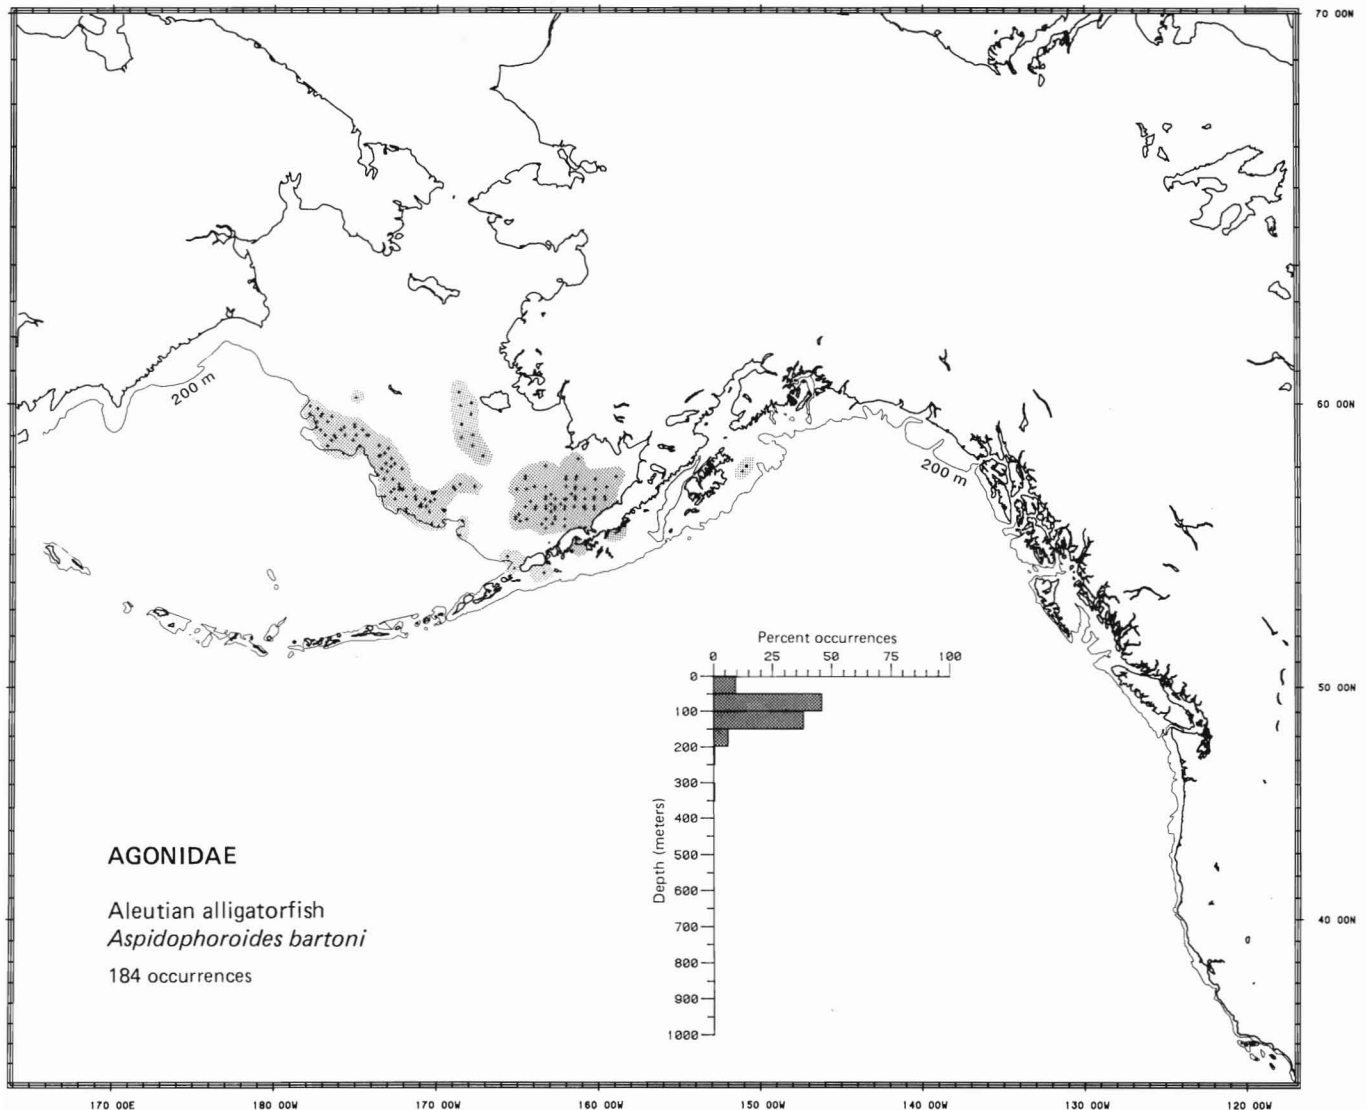 70 00N
200 m
60 00N
200 m
Percent occurrences
0 25 50 75 100
0
50 00N
100
200
300
400
500
600
700
800
900
1000
Depth (meters)
40 00N
AGONIDAE
Aleutian alligatorfish
Aspidophoroides bartoni
184 occurrences
170 00E 180 00W 170 00W 160 00W 150 00W 140 00W 130 00W 120 00W